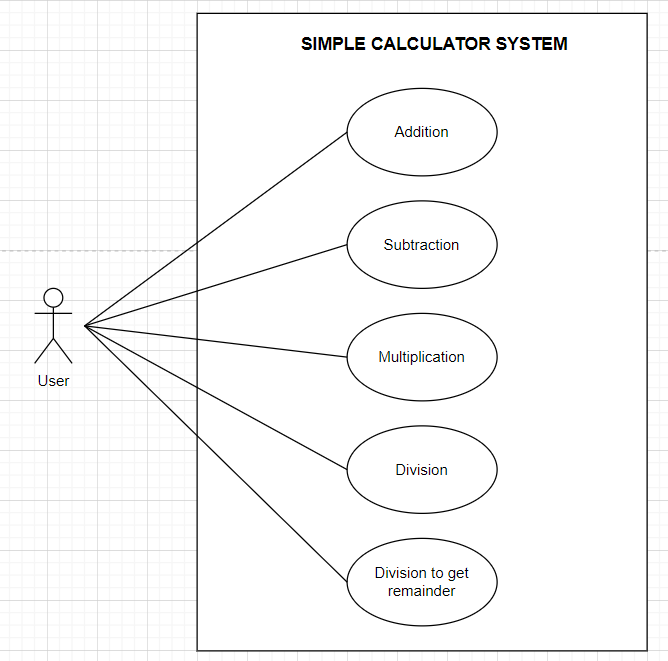 SIMPLE CALCULATOR SYSTEM
Addition
Subtraction
Multiplication
User
Division
Division to get
remainder